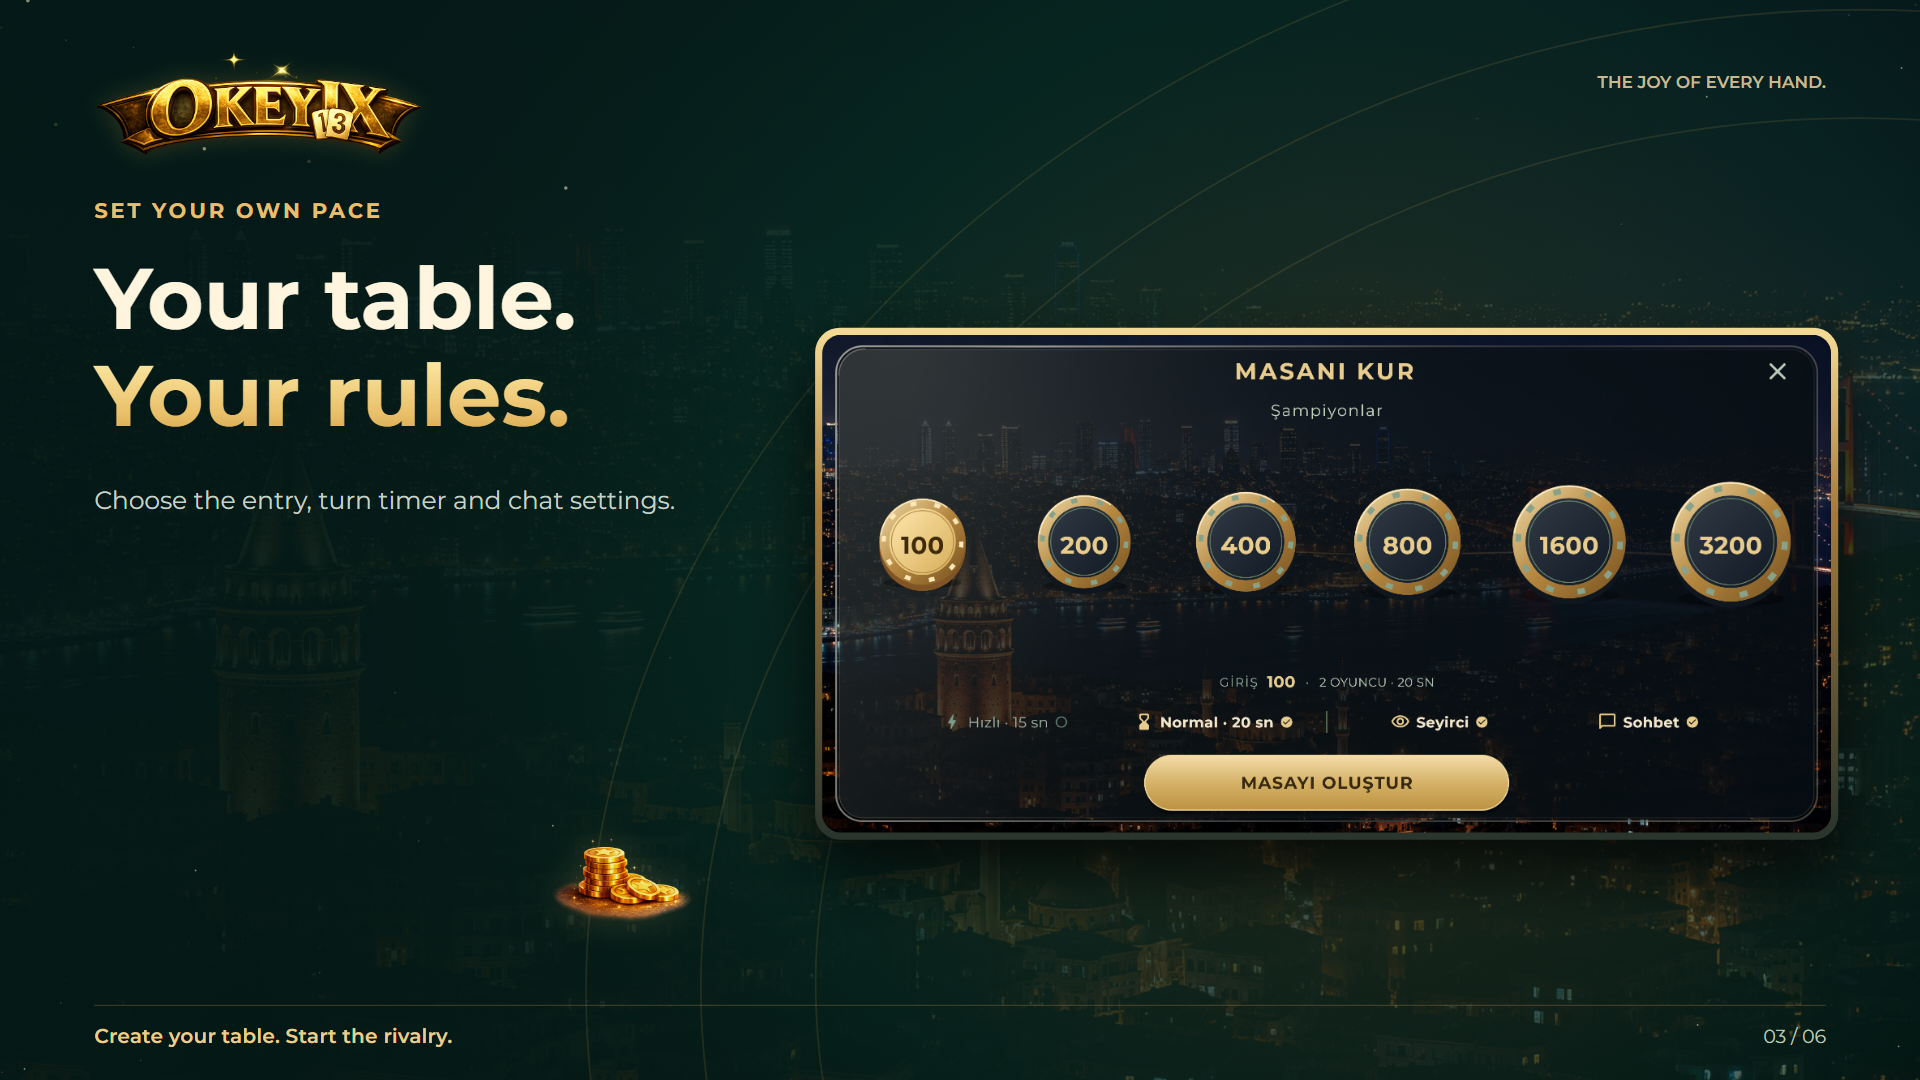 OKEYIX
13
THE JOY OF EVERY HAND.
SET YOUR OWN PACE
Your table.
Your rules.
Choose the entry, turn timer and chat settings.
MASANI KUR
Şampiyonlar
100 200 400 800 1600 3200
GİRİŞ 100 · 2 OYUNCU · 20 SN
Hızlı · 15 sn Normal · 20 sn Seyirci Sohbet
MASAYI OLUŞTUR
Create your table. Start the rivalry.
03 / 06